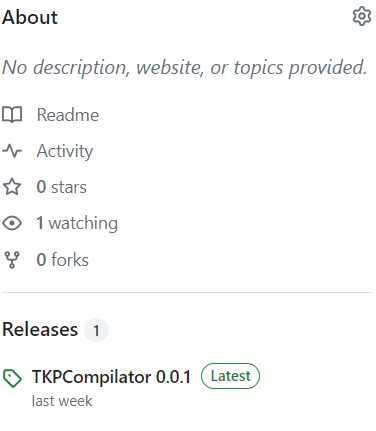 About
No description, website, or topics provided.
Readme
Activity
0 stars
1 watching
0 forks
Releases 1
TKPCompilator 0.0.1 Latest
last week